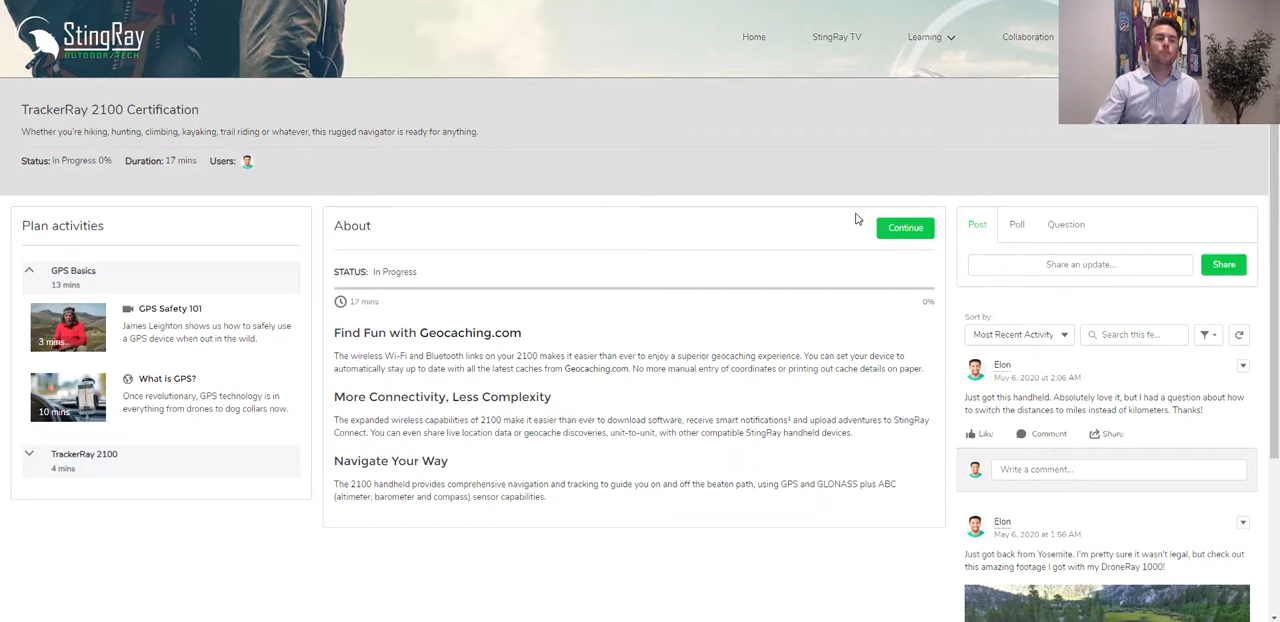 StingRay
OUTDOOR/TECH
Home
StingRay TV
Learning
Collaboration
TrackerRay 2100 Certification
Whether you're hiking, hunting, climbing, kayaking, trail riding or whatever, this rugged navigator is ready for anything.
Status: In Progress 0% Duration: 17 mins Users:
Plan activities
GPS Basics
13 mins
3 mins
GPS Safety 101
James Leighton shows us how to safely use
a GPS device when out in the wild.
10 mins
What is GPS?
Once revolutionary, GPS technology is in
everything from drones to dog collars now.
TrackerRay 2100
4 mins
About
Continue
STATUS: In Progress
17 mins
0%
Find Fun with Geocaching.com
The wireless Wi-Fi and Bluetooth links on your 2100 makes it easier than ever to enjoy a superior geocaching experience. You can set your device to
automatically stay up to date with all the latest caches from Geocaching.com. No more manual entry of coordinates or printing out cache details on paper.
More Connectivity, Less Complexity
The expanded wireless capabilities of 2100 make it easier than ever to download software, receive smart notifications¹ and upload adventures to StingRay
Connect. You can even share live location data or geocache discoveries, unit-to-unit, with other compatible StingRay handheld devices.
Navigate Your Way
The 2100 handheld provides comprehensive navigation and tracking to guide you on and off the beaten path, using GPS and GLONASS plus ABC
(altimeter, barometer and compass) sensor capabilities.
Post
Poll
Question
Share an update...
Share
Sort by:
Most Recent Activity
Search this fe...
Elon
May 6, 2020 at 2:06 AM
Just got this handheld. Absolutely love it, but I had a question about how
to switch the distances to miles instead of kilometers. Thanks!
Like
Comment
Share
Write a comment...
Elon
May 6, 2020 at 1:56 AM
Just got back from Yosemite. I'm pretty sure it wasn't legal, but check out
this amazing footage I got with my DroneRay 1000!